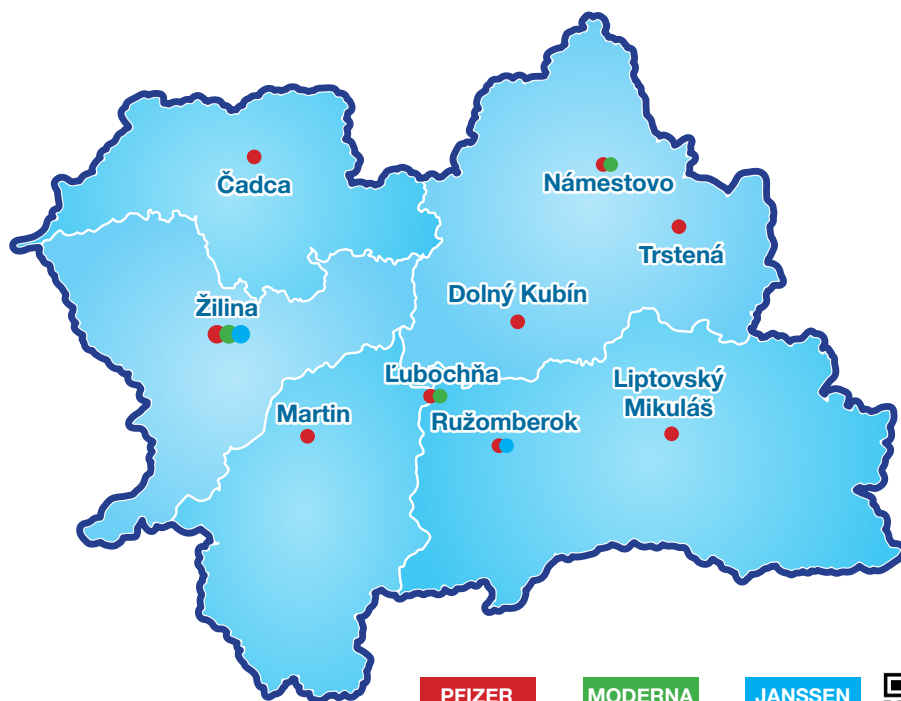 Čadca
Námestovo
Trstená
Žilina
Dolný Kubín
Ľubochňa
Liptovský
Mikuláš
Martin
Ružomberok
PFIZER
MODERNA
JANSSEN